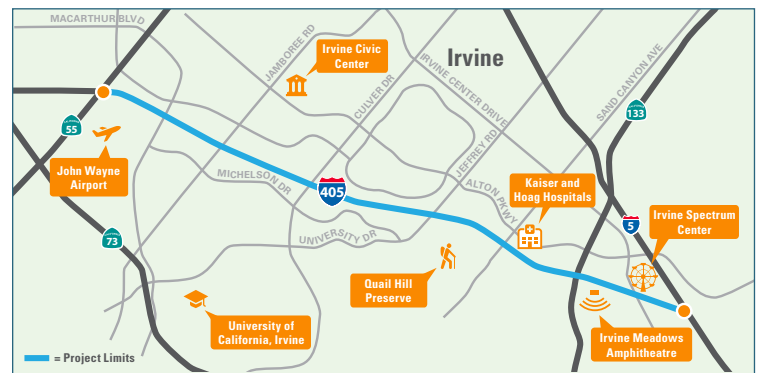 MACARTHUR BLVD
JAMBOREE RD
Irvine Civic
Center
CULVER DR
Irvine
IRVINE CENTER DRIVE
SAND CANYON AVE
133
55
John Wayne
Airport
MICHELSON DR
405
JEFFREY RD
ALTON PKWY
Kaiser and
Hoag Hospitals
5
Irvine Spectrum
Center
73
UNIVERSITY DR
Quail Hill
Preserve
University of
California, Irvine
Irvine Meadows
Amphitheatre
= Project Limits